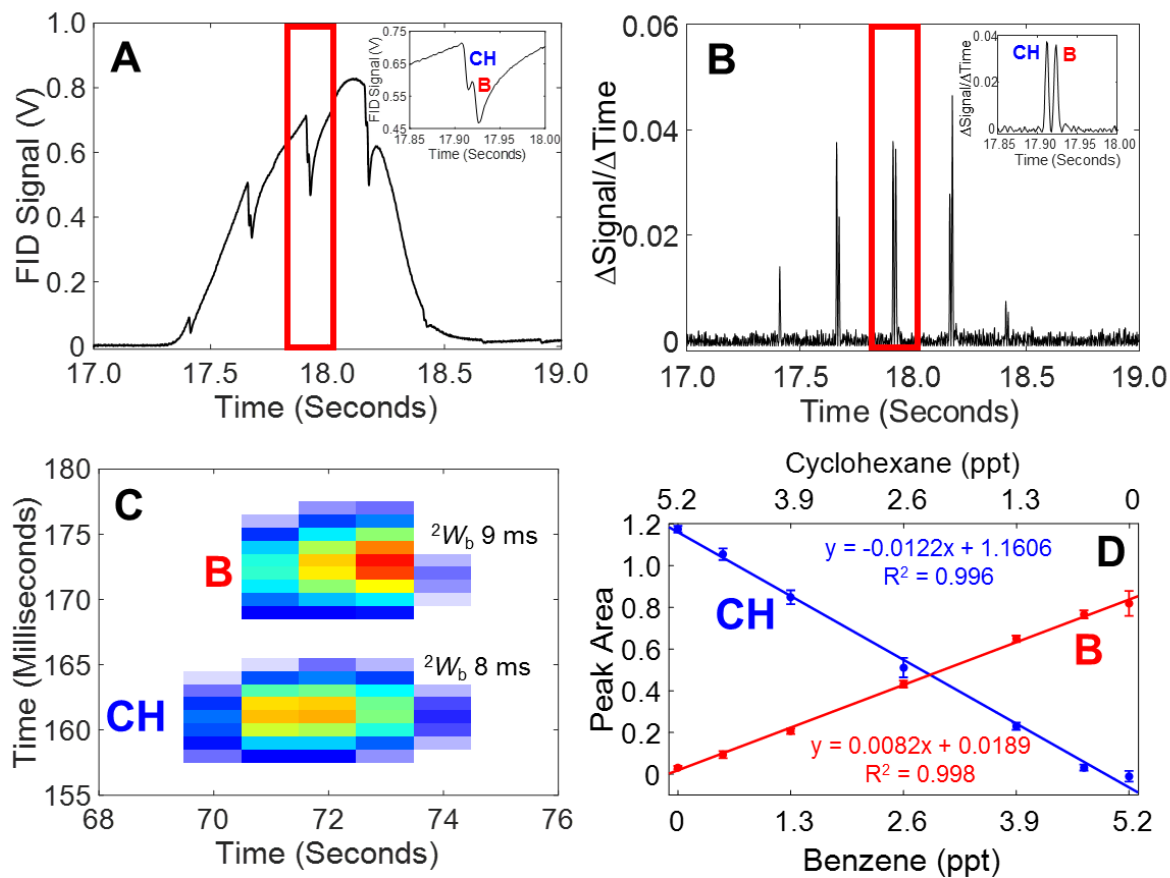 A
FID Signal (V)
1.0
0.8
0.6
0.4
0.2
0
17.0 17.5 18.0 18.5 19.0
Time (Seconds)
FID Signal (V)
0.75
0.65
0.55
0.45
CH
B
17.85 17.90 17.95 18.00
Time (Seconds)
B
ΔSignal/ΔTime
0.06
0.04
0.02
0
17.0 17.5 18.0 18.5 19.0
Time (Seconds)
ΔSignal/ΔTime
0.04
0.02
0
CH B
17.84 17.92 18.00
Time (Seconds)
C
Time (Milliseconds)
180
175
170
165
160
155
B
²Wb 9 ms
CH
²Wb 8 ms
68 70 72 74 76
Time (Seconds)
Cyclohexane (ppt)
5.2 3.9 2.6 1.3 0
D
Peak Area
1.2
1.0
0.8
0.6
0.4
0.2
0
y = -0.0122x + 1.1606
R² = 0.996
CH
B
y = 0.0082x + 0.0189
R² = 0.998
0 1.3 2.6 3.9 5.2
Benzene (ppt)